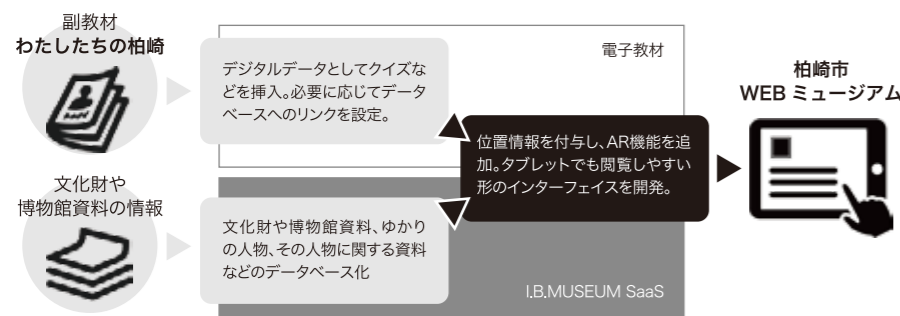 副教材
わたしたちの柏崎
デジタルデータとしてクイズな
どを挿入。必要に応じてデータ
ベースへのリンクを設定。
電子教材
文化財や
博物館資料の情報
文化財や博物館資料、ゆかり
の人物、その人物に関する資料
などのデータベース化
I.B.MUSEUM SaaS
位置情報を付与し、AR機能を追
加。タブレットでも閲覧しやすい
形のインターフェイスを開発。
柏崎市
WEB ミュージアム